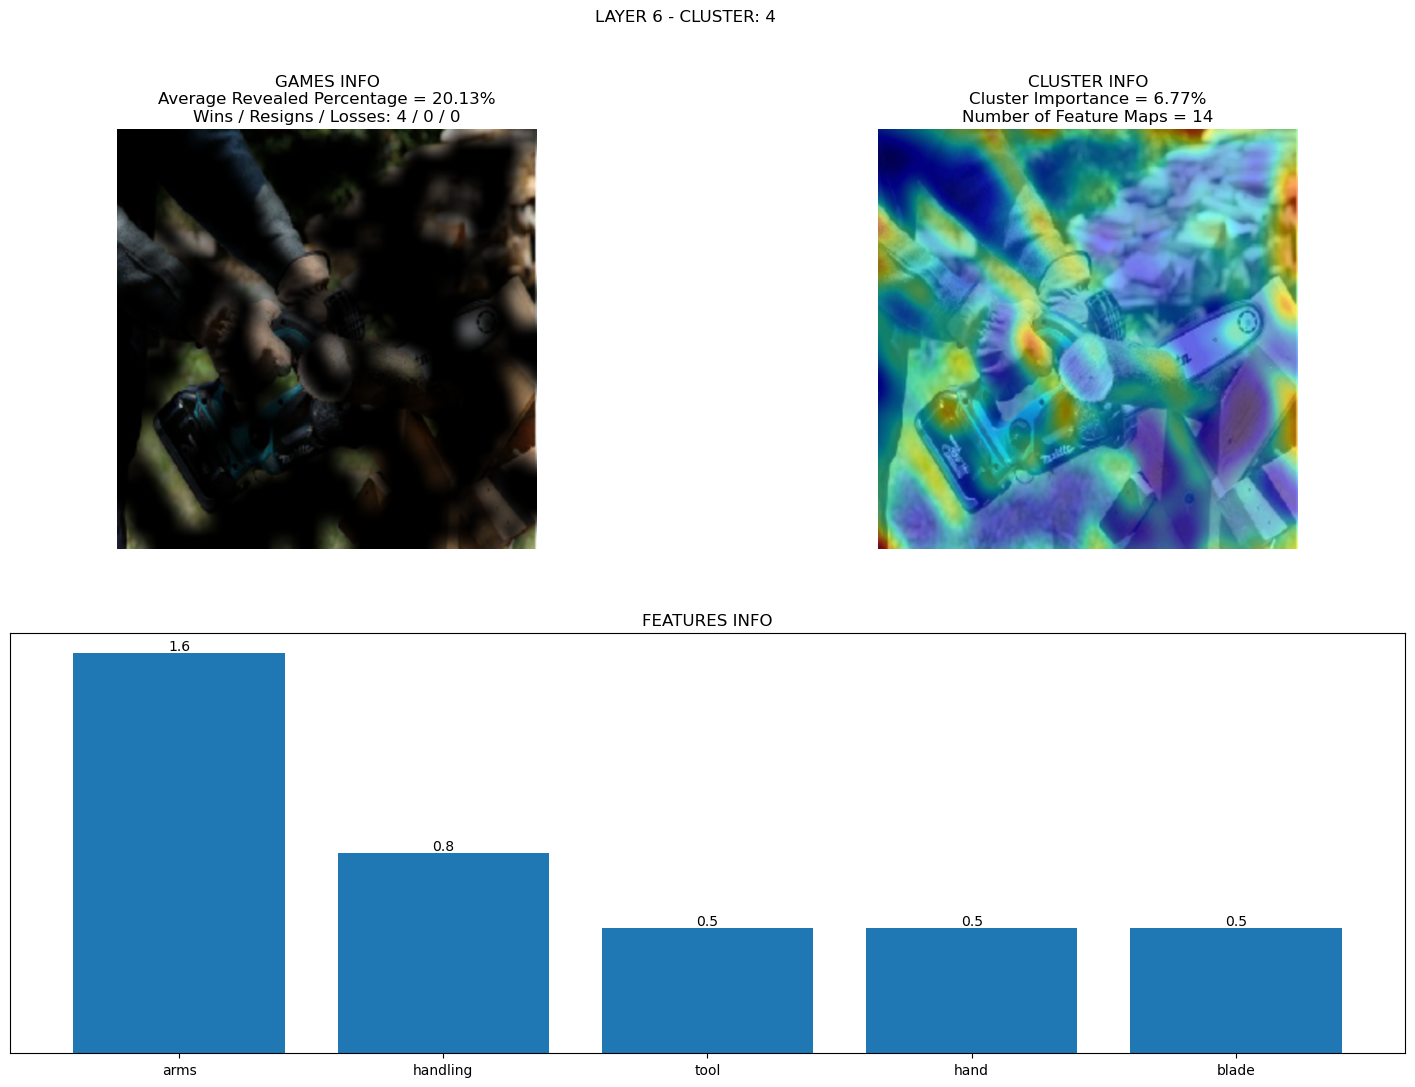 LAYER 6 - CLUSTER: 4
GAMES INFO
Average Revealed Percentage = 20.13%
Wins / Resigns / Losses: 4 / 0 / 0
CLUSTER INFO
Cluster Importance = 6.77%
Number of Feature Maps = 14
FEATURES INFO
1.6
0.8
0.5
0.5
0.5
arms
handling
tool
hand
blade